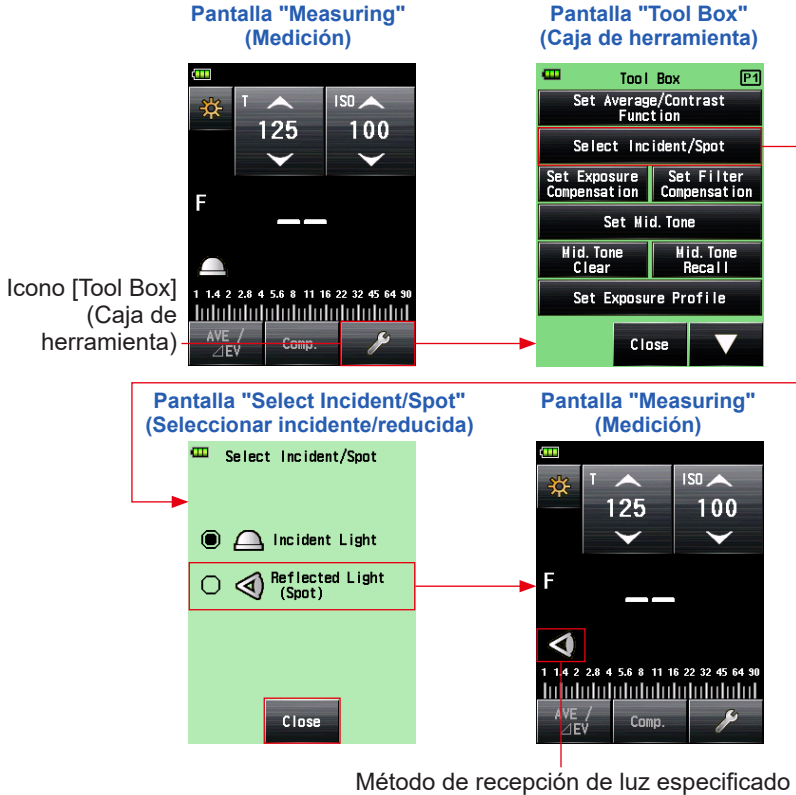 Pantalla "Measuring"
(Medición)
T
125
ISO
100
F
1 1.4 2 2.8 4 5.6 8 11 16 22 32 45 64 90
AVE /
⊿EV
Comp.
Icono [Tool Box]
(Caja de
herramienta)
Pantalla "Tool Box"
(Caja de herramienta)
Tool Box
P1
Set Average/Contrast
Function
Select Incident/Spot
Set Exposure
Compensation
Set Filter
Compensation
Set Mid.Tone
Mid.Tone
Clear
Mid.Tone
Recall
Set Exposure Profile
Close
Pantalla "Select Incident/Spot"
(Seleccionar incidente/reducida)
Select Incident/Spot
Incident Light
Reflected Light
(Spot)
Close
Pantalla "Measuring"
(Medición)
T
125
ISO
100
F
1 1.4 2 2.8 4 5.6 8 11 16 22 32 45 64 90
AVE /
⊿EV
Comp.
Método de recepción de luz especificado